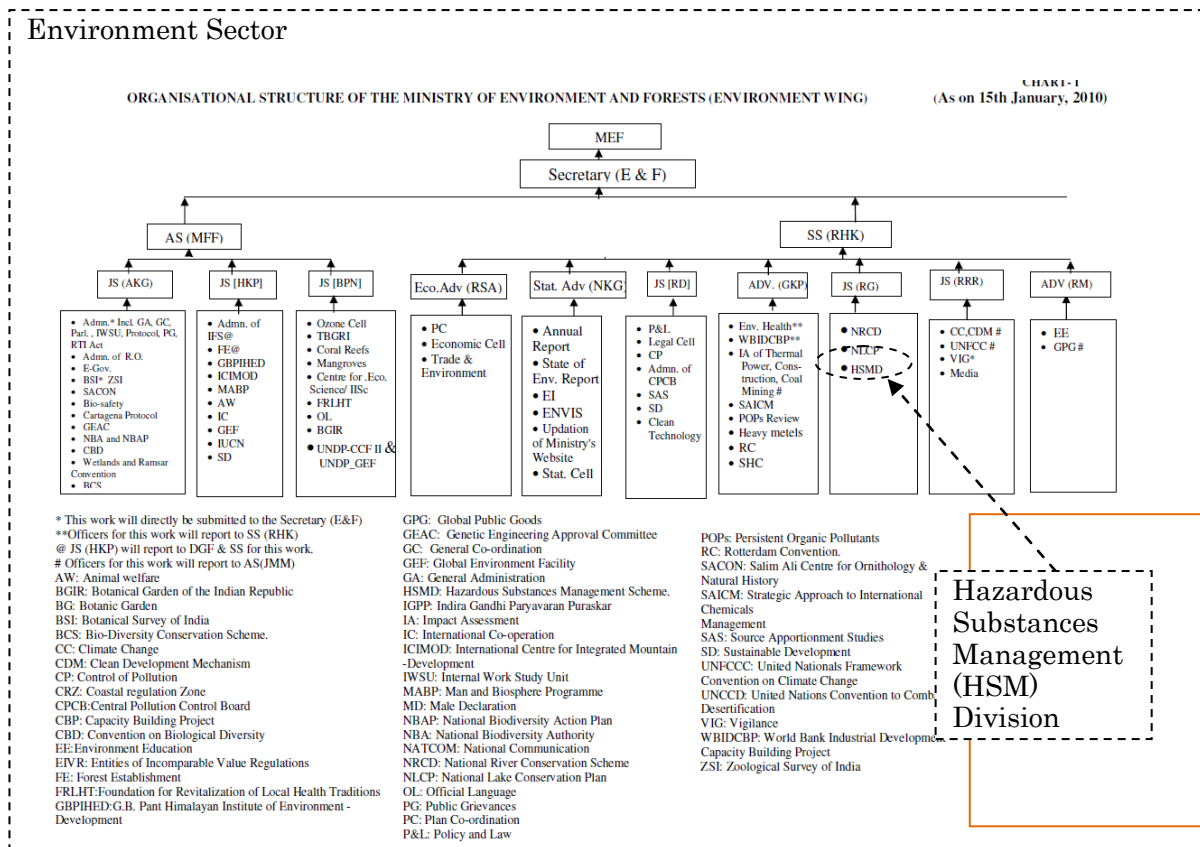 Environment Sector
CHART- 1
ORGANISATIONAL STRUCTURE OF THE MINISTRY OF ENVIRONMENT AND FORESTS (ENVIRONMENT WING)
(As on 15th January, 2010)
MEF
Secretary (E & F)
AS (MFF)
SS (RHK)
JS (AKG)
JS [HKP]
JS [BPN]
Eco.Adv (RSA)
Stat. Adv (NKG)
JS [RD]
ADV. (GKP)
JS (RG)
JS (RRR)
ADV (RM)
• Admn.* Incl. GA, GC,
Parl. , IWSU, Protocol, PG,
RTI Act
• Admn. of R.O.
• E-Gov.
• BSI* ZSI
• SACON
• Bio-safety
• Cartagena Protocol
• GEAC
• NBA and NBAP
• CBD
• Wetlands and Ramsar
Convention
• BCS
• Admn. of
IFS@
• FE@
• GBPIHED
• ICIMOD
• MABP
• AW
• IC
• GEF
• IUCN
• SD
• Ozone Cell
• TBGRI
• Coral Reefs
• Mangroves
• Centre for .Eco.
Science/ IISc
• FRLHT
• OL
• BGIR
• UNDP-CCF II &
UNDP_GEF
• PC
• Economic Cell
• Trade &
Environment
• Annual
Report
• State of
Env. Report
• EI
• ENVIS
• Updation
of Ministry's
Website
• Stat. Cell
• P&L
• Legal Cell
• CP
• Admn. of
CPCB
• SAS
• SD
• Clean
Technology
• Env. Health**
• WBIDCBP**
• IA of Thermal
Power, Cons-
truction, Coal
Mining #
• SAICM
• POPs Review
• Heavy metels
• RC
• SHC
• NRCD
• NLCP
• HSMD
• CC,CDM #
• UNFCC #
• VIG*
• Media
• EE
• GPG #
* This work will directly be submitted to the Secretary (E&F)
**Officers for this work will report to SS (RHK)
@ JS (HKP) will report to DGF & SS for this work.
# Officers for this work will report to AS(JMM)
AW: Animal welfare
BGIR: Botanical Garden of the Indian Republic
BG: Botanic Garden
BSI: Botanical Survey of India
BCS: Bio-Diversity Conservation Scheme.
CC: Climate Change
CDM: Clean Development Mechanism
CP: Control of Pollution
CRZ: Coastal regulation Zone
CPCB:Central Pollution Control Board
CBP: Capacity Building Project
CBD: Convention on Biological Diversity
EE:Environment Education
EIVR: Entities of Incomparable Value Regulations
FE: Forest Establishment
FRLHT:Foundation for Revitalization of Local Health Traditions
GBPIHED:G.B. Pant Himalayan Institute of Environment -
Development
GPG: Global Public Goods
GEAC: Genetic Engineering Approval Committee
GC: General Co-ordination
GEF: Global Environment Facility
GA: General Administration
HSMD: Hazardous Substances Management Scheme.
IGPP: Indira Gandhi Paryavaran Puraskar
IA: Impact Assessment
IC: International Co-operation
ICIMOD: International Centre for Integrated Mountain
-Development
IWSU: Internal Work Study Unit
MABP: Man and Biosphere Programme
MD: Male Declaration
NBAP: National Biodiversity Action Plan
NBA: National Biodiversity Authority
NATCOM: National Communication
NRCD: National River Conservation Scheme
NLCP: National Lake Conservation Plan
OL: Official Language
PG: Public Grievances
PC: Plan Co-ordination
P&L: Policy and Law
POPs: Persistent Organic Pollutants
RC: Rotterdam Convention.
SACON: Salim Ali Centre for Ornithology &
Natural History
SAICM: Strategic Approach to International
Chemicals
Management
SAS: Source Apportionment Studies
SD: Sustainable Development
UNFCCC: United Nationals Framework
Convention on Climate Change
UNCCD: United Nations Convention to Comb
Desertification
VIG: Vigilance
WBIDCBP: World Bank Industrial Development
Capacity Building Project
ZSI: Zoological Survey of India
Hazardous
Substances
Management
(HSM)
Division